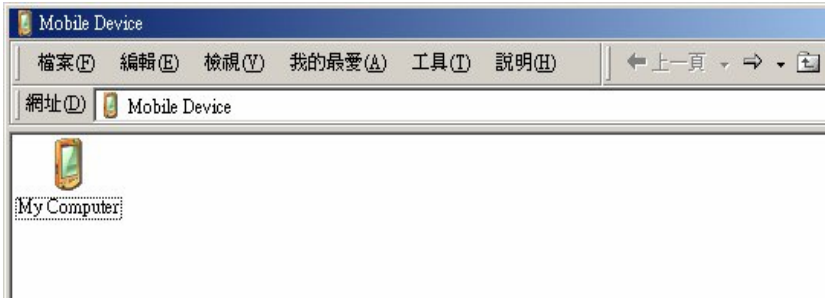 Mobile Device
檔案(F) 編輯(E) 檢視(V) 我的最愛(A) 工具(T) 說明(H) 上一頁
網址(D) Mobile Device
My Computer